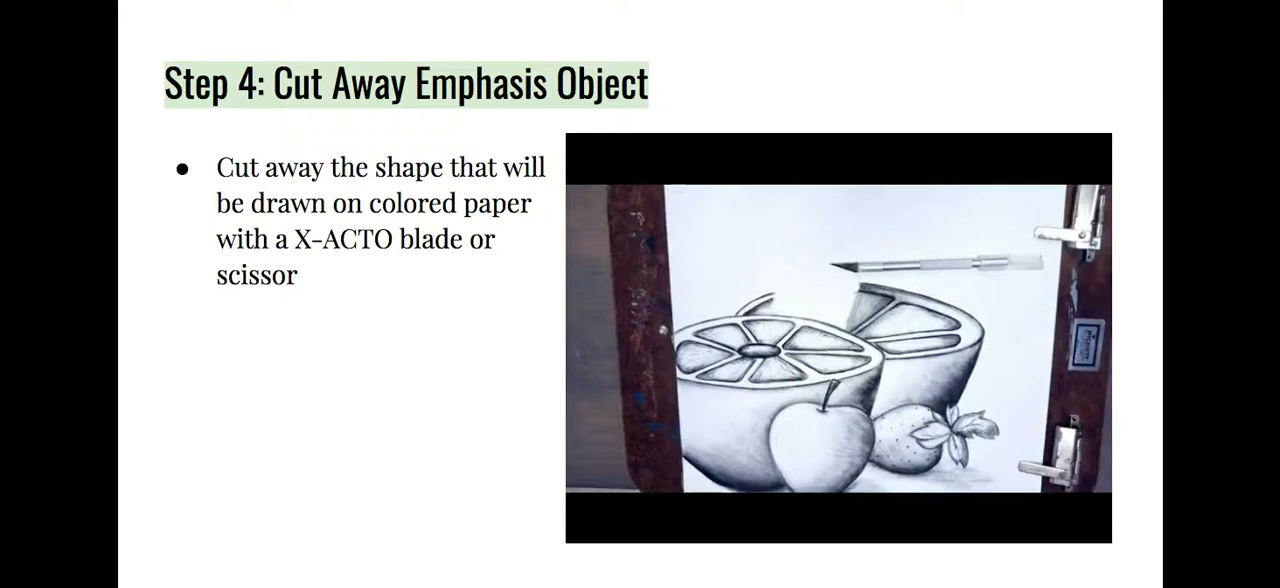 Step 4: Cut Away Emphasis Object
● Cut away the shape that will
be drawn on colored paper
with a X-ACTO blade or
scissor